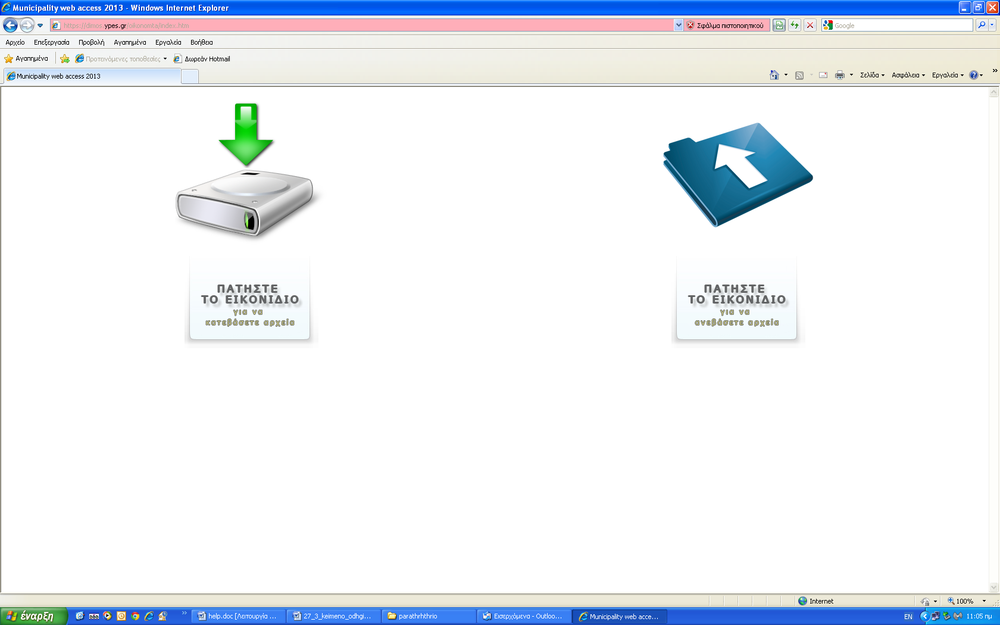 Municipality web access 2013 - Windows Internet Explorer
https://dimos.ypes.gr/oikonomta/index.htm
Σφάλμα πιστοποιητικού
Google
Αρχείο Επεξεργασία Προβολή Αγαπημένα Εργαλεία Βοήθεια
Αγαπημένα Προτεινόμενες τοποθεσίες Δωρεάν Hotmail
Municipality web access 2013
Σελίδα Ασφάλεια Εργαλεία »
ΠΑΤΗΣΤΕ
ΤΟ ΕΙΚΟΝΙΔΙΟ
για να
κατεβάσετε αρχεία
ΠΑΤΗΣΤΕ
ΤΟ ΕΙΚΟΝΙΔΙΟ
για να
ανεβάσετε αρχεία
Internet 100%
έναρξη » help.doc [Λειτουργία ... 27_3_keimeno_odhgi... parathrhthrio Εισερχόμενα - Outloo... Municipality web acce... EN 11:05 πμ